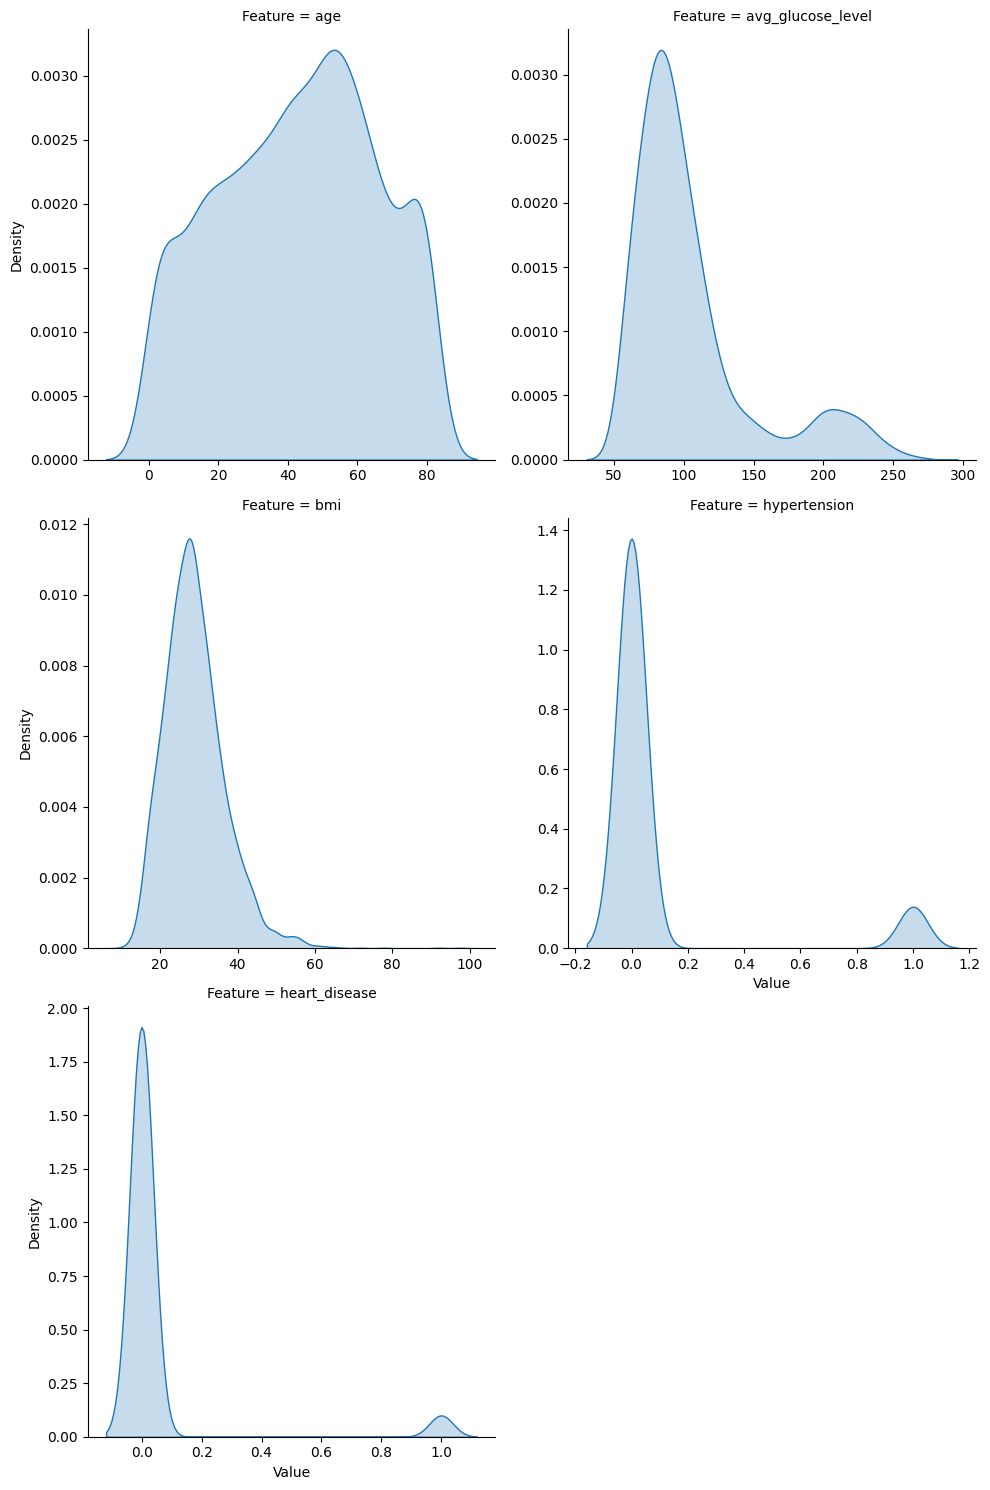 Feature = age
0.0030
0.0025
0.0020
0.0015
0.0010
0.0005
0.0000
Density
0 20 40 60 80
Feature = avg_glucose_level
0.0030
0.0025
0.0020
0.0015
0.0010
0.0005
0.0000
50 100 150 200 250 300
Feature = bmi
0.012
0.010
0.008
0.006
0.004
0.002
0.000
Density
20 40 60 80 100
Feature = hypertension
1.4
1.2
1.0
0.8
0.6
0.4
0.2
0.0
−0.2 0.0 0.2 0.4 0.6 0.8 1.0 1.2
Value
Feature = heart_disease
2.00
1.75
1.50
1.25
1.00
0.75
0.50
0.25
0.00
Density
0.0 0.2 0.4 0.6 0.8 1.0
Value